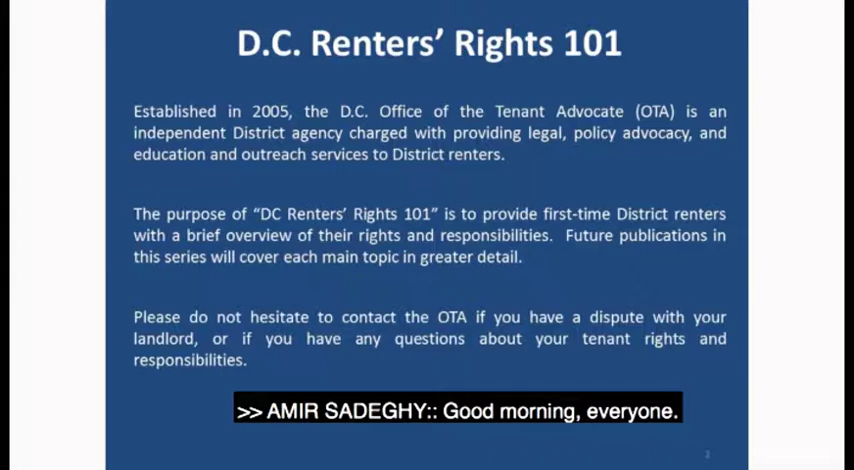 D.C. Renters’ Rights 101
Established in 2005, the D.C. Office of the Tenant Advocate (OTA) is an
independent District agency charged with providing legal, policy advocacy, and
education and outreach services to District renters.
The purpose of “DC Renters’ Rights 101” is to provide first-time District renters
with a brief overview of their rights and responsibilities. Future publications in
this series will cover each main topic in greater detail.
Please do not hesitate to contact the OTA if you have a dispute with your
landlord, or if you have any questions about your tenant rights and
responsibilities.
>> AMIR SADEGHY:: Good morning, everyone.